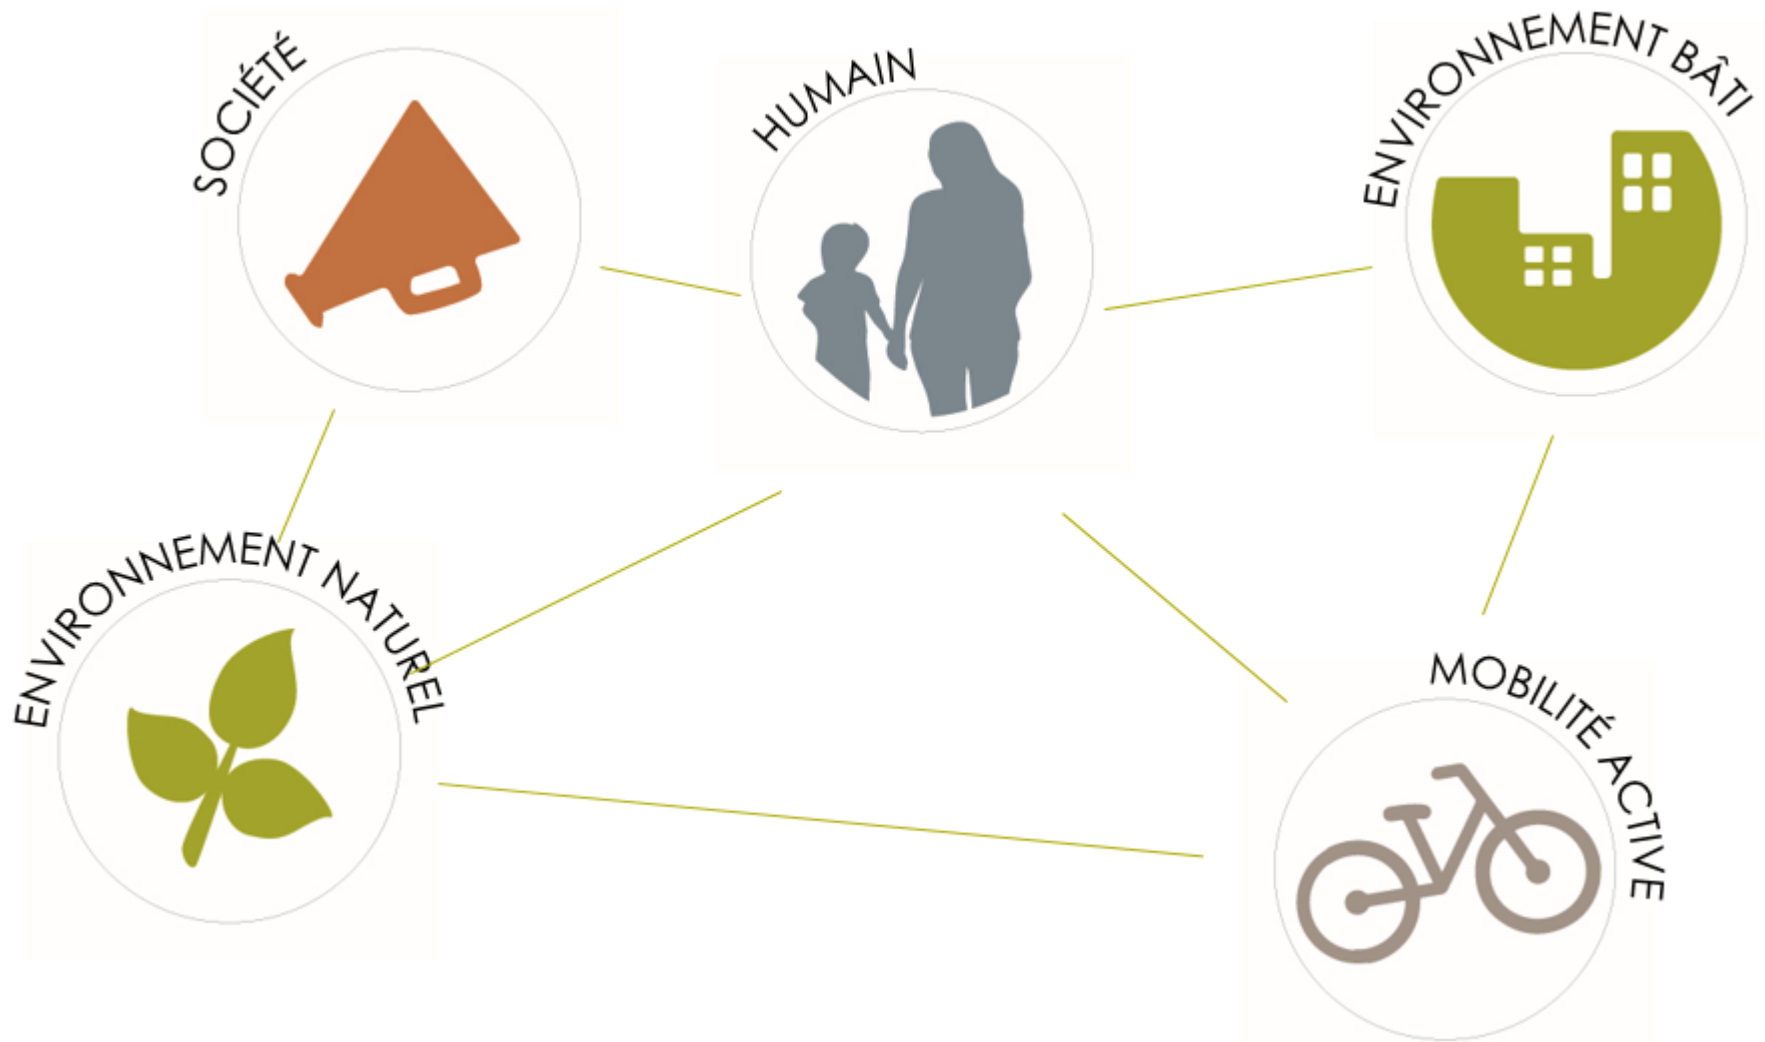 SOCIÉTÉ
HUMAIN
ENVIRONNEMENT BÂTI
ENVIRONNEMENT NATUREL
MOBILITÉ ACTIVE